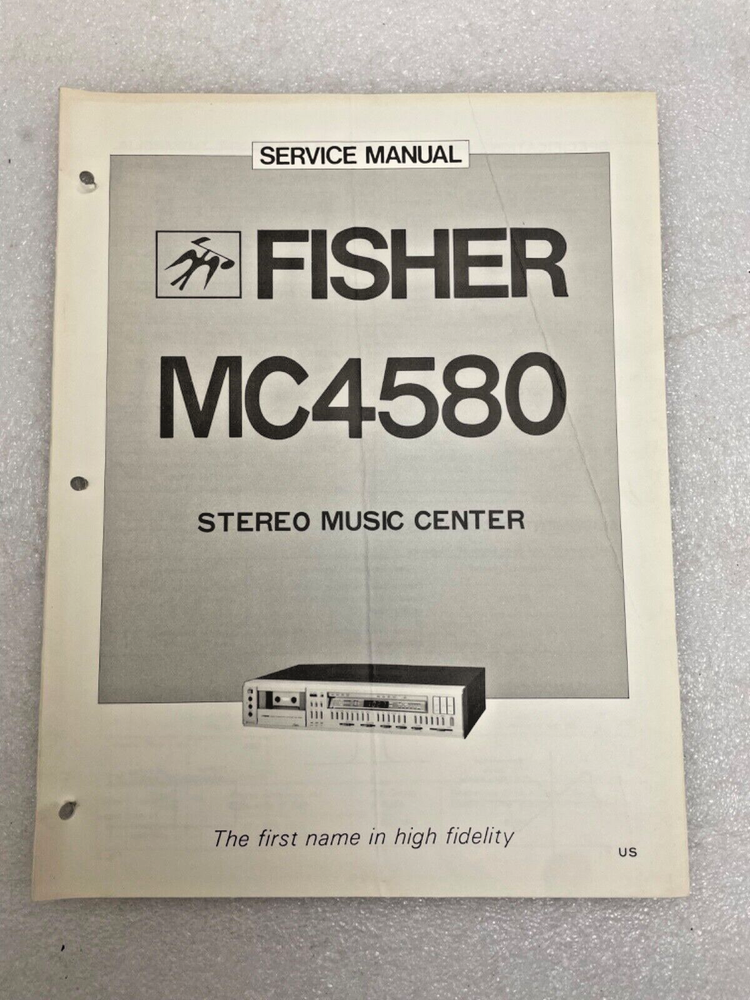 SERVICE MANUAL
FISHER
MC4580
STEREO MUSIC CENTER
The first name in high fidelity
US